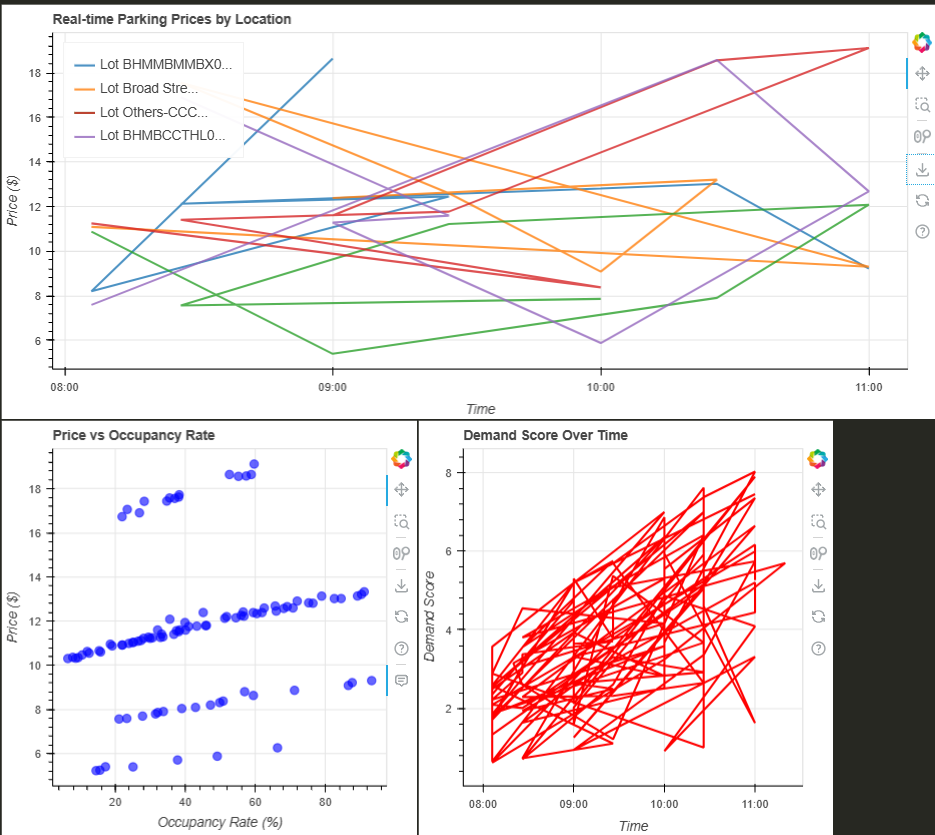 Real-time Parking Prices by Location
Lot BHMMBMMBX0...
Lot Broad Stre...
Lot Others-CCC...
Lot BHMBCCTHL0...
Price ($)
18
16
14
12
10
8
6
08:00 09:00 10:00 11:00
Time
Price vs Occupancy Rate
Price ($)
18
16
14
12
10
8
6
20 40 60 80
Occupancy Rate (%)
Demand Score Over Time
Demand Score
8
6
4
2
08:00 09:00 10:00 11:00
Time